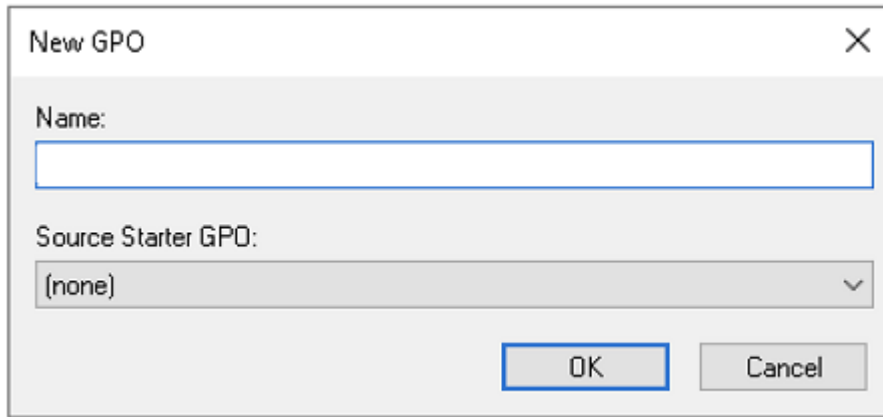 New GPO
Name:
Source Starter GPO:
(none)
OK
Cancel